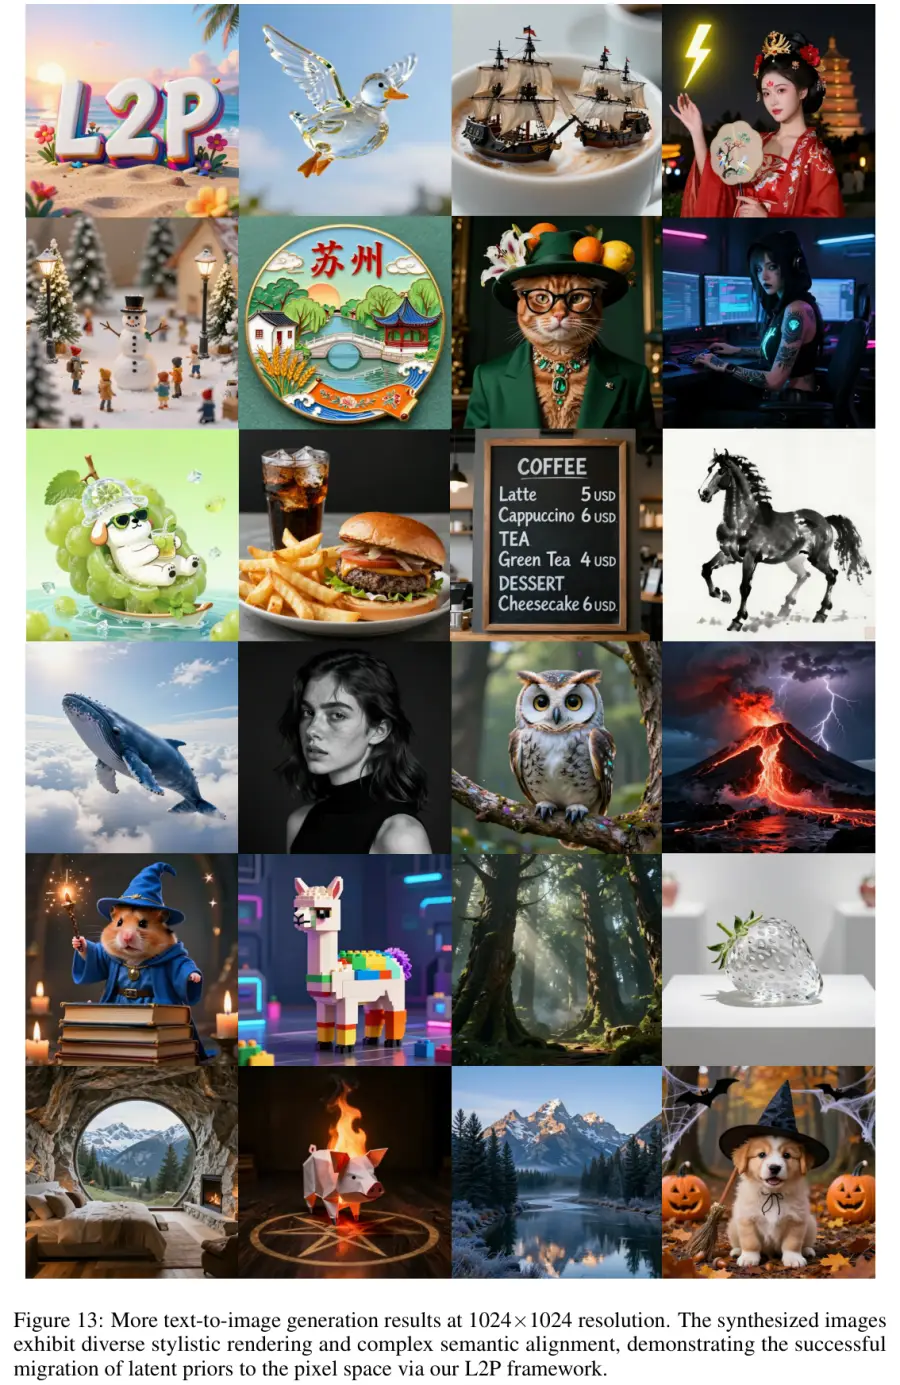 L2P
苏州
COFFEE
Latte 5 USD
Cappuccino 6 USD
TEA
Green Tea 4 USD
DESSERT
Cheesecake 6 USD.
Figure 13: More text-to-image generation results at 1024×1024 resolution. The synthesized images
exhibit diverse stylistic rendering and complex semantic alignment, demonstrating the successful
migration of latent priors to the pixel space via our L2P framework.